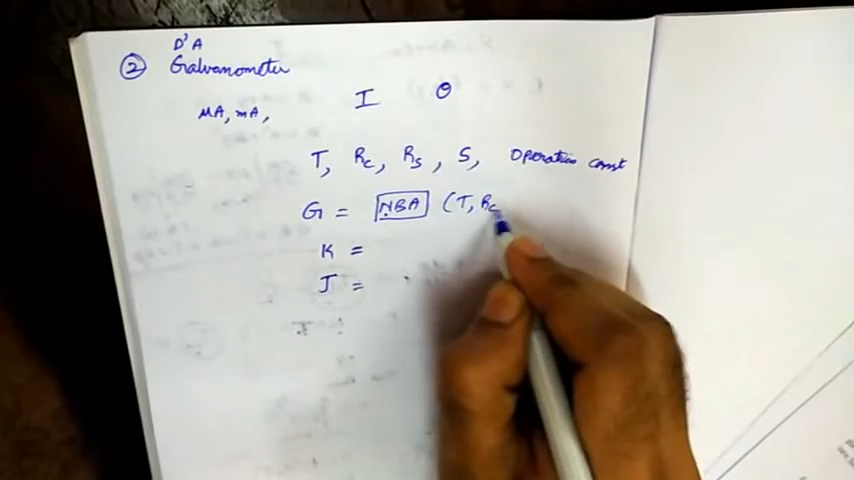 ② D'A
Galvanometer
μA, mA, I θ
T, Rc, Rs, S, Operation const
G = NBA (T, Rc
K =
J =